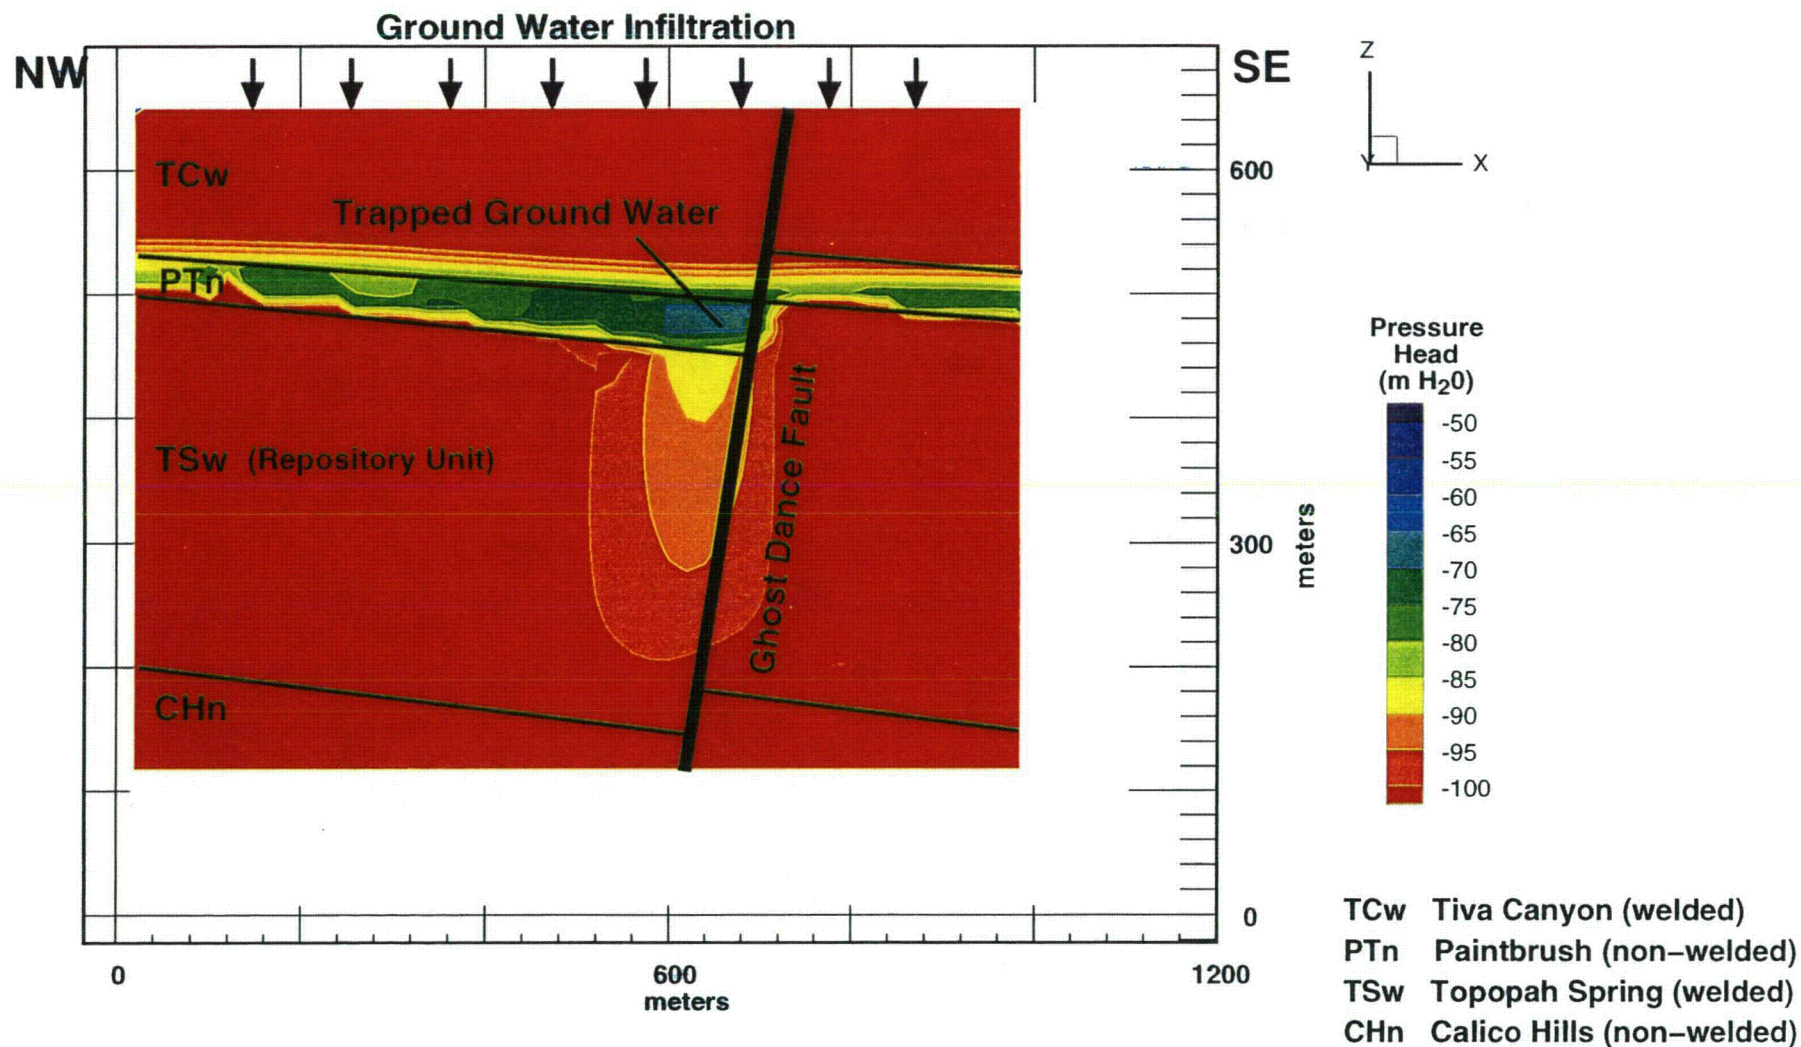 Ground Water Infiltration
NW
SE
Z
Y
X
TCw
Trapped Ground Water
PTn
TSw (Repository Unit)
Ghost Dance Fault
CHn
600
300
0
meters
0
600
1200
meters
Pressure
Head
(m H20)
-50
-55
-60
-65
-70
-75
-80
-85
-90
-95
-100
TCw Tiva Canyon (welded)
PTn Paintbrush (non–welded)
TSw Topopah Spring (welded)
CHn Calico Hills (non–welded)